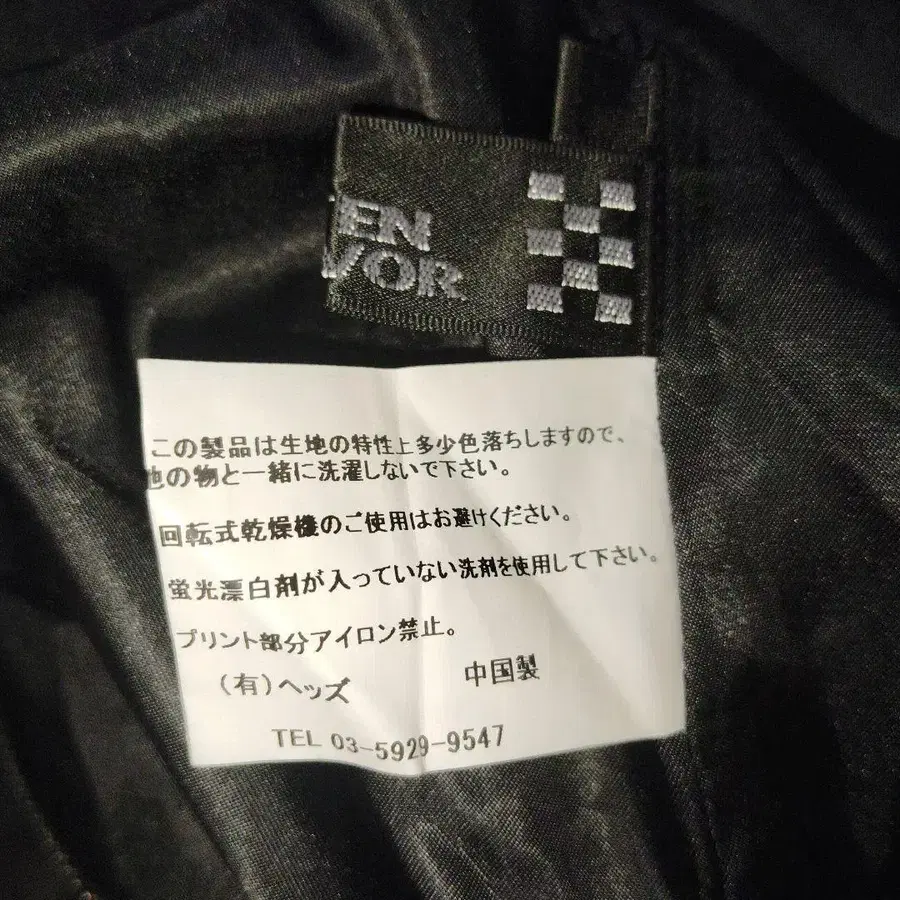 EN
VOR
この製品は生地の特性上多少色落ちしますので、
他の物と一緒に洗濯しないで下さい。
回転式乾燥機のご使用はお避けください。
蛍光漂白剤が入っていない洗剤を使用して下さい。
プリント部分アイロン禁止。
(有)ヘッズ 中国製
TEL 03-5929-9547